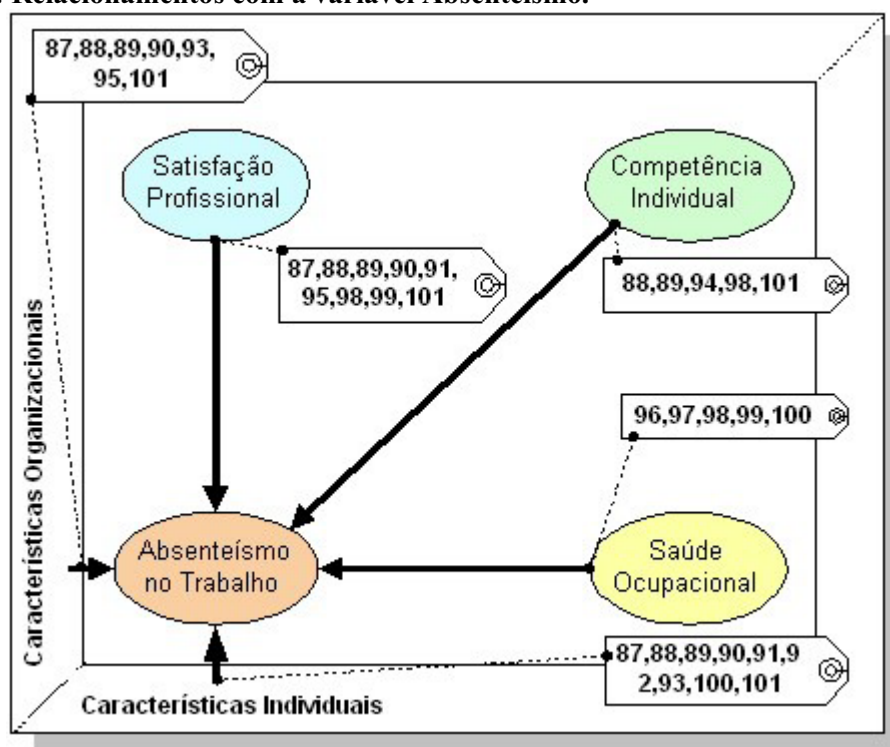 Relacionamentos com a variável Absenteísmo.
87,88,89,90,93,
95,101
Satisfação
Profissional
Competência
Individual
87,88,89,90,91,
95,98,99,101
88,89,94,98,101
96,97,98,99,100
Características Organizacionais
Absenteísmo
no Trabalho
Saúde
Ocupacional
87,88,89,90,91,9
2,93,100,101
Características Individuais